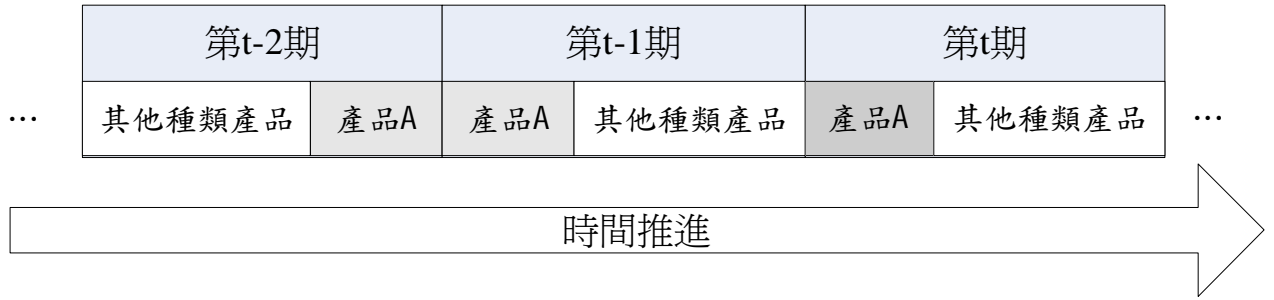 第t-2期 第t-1期 第t期
… 其他種類產品 產品A 產品A 其他種類產品 產品A 其他種類產品 …
時間推進